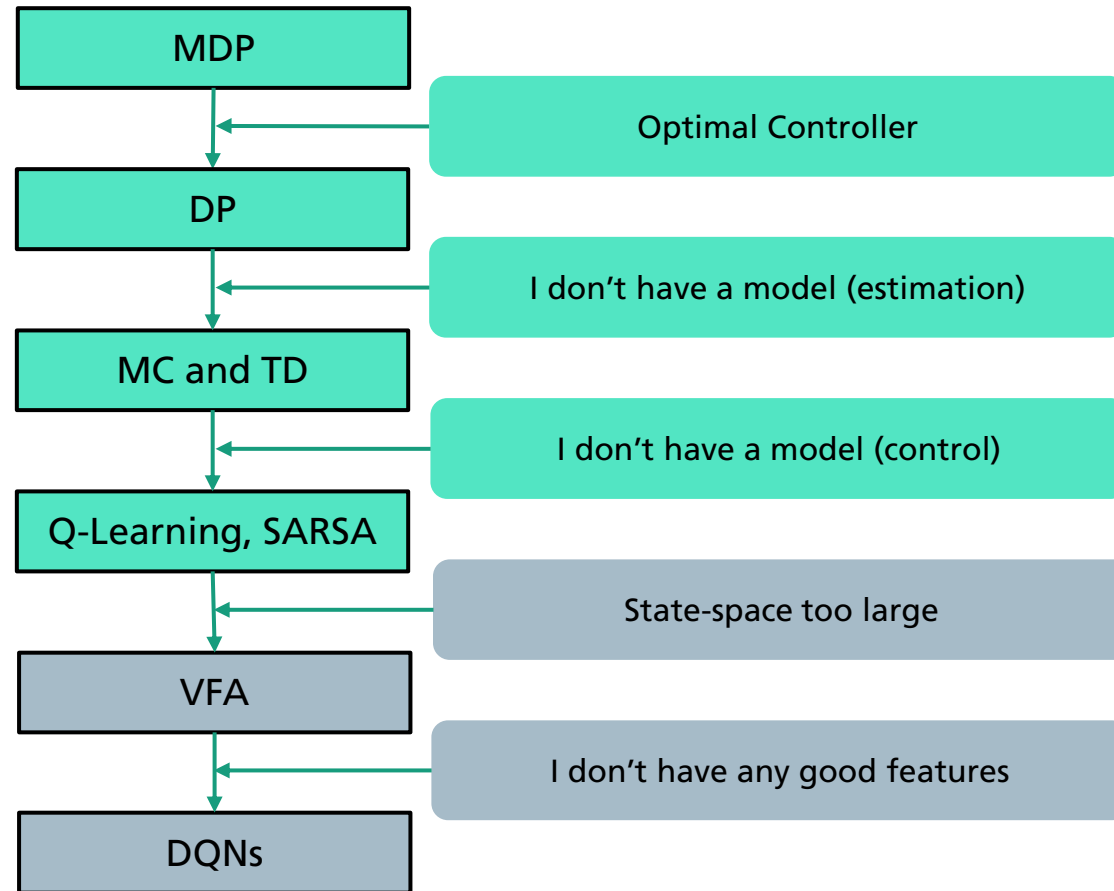 MDP
Optimal Controller
DP
I don’t have a model (estimation)
MC and TD
I don’t have a model (control)
Q-Learning, SARSA
State-space too large
VFA
I don’t have any good features
DQNs